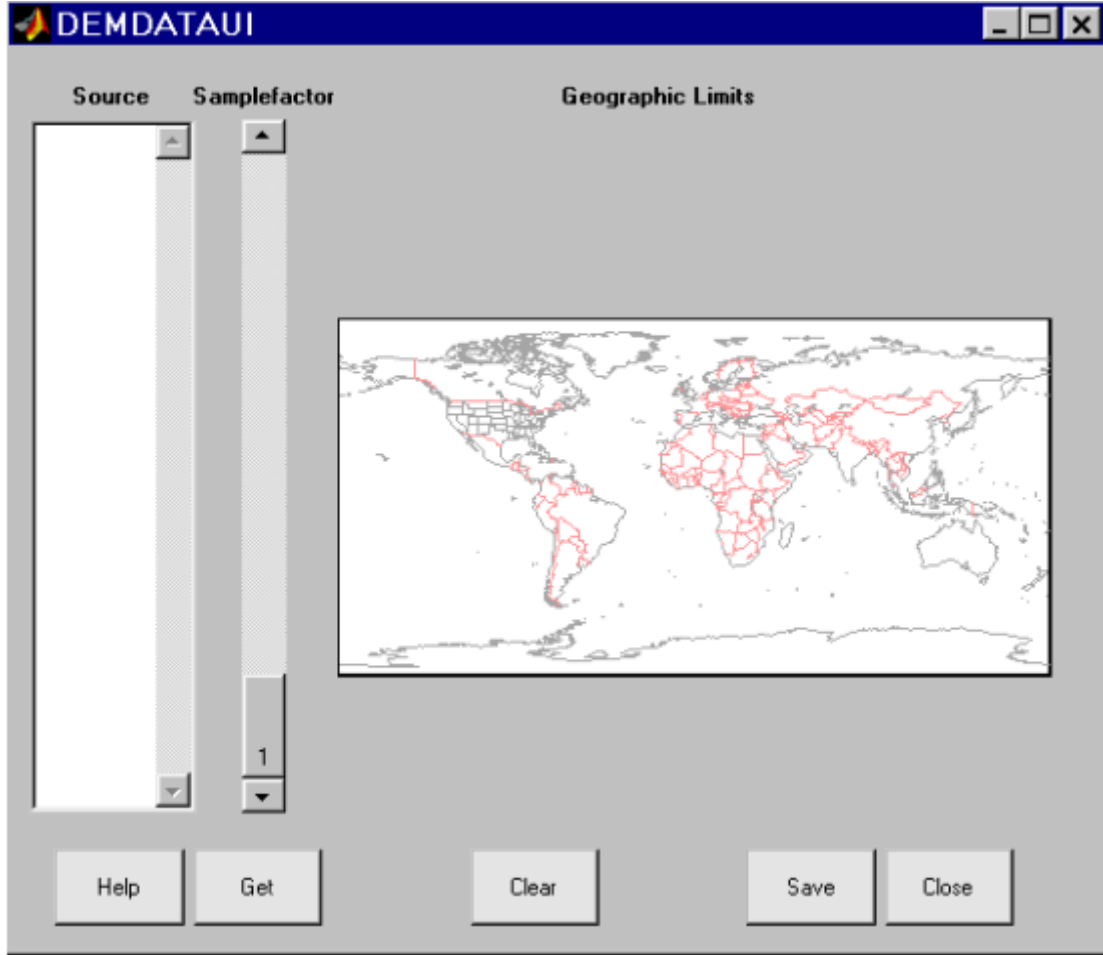 DEMDATAUI
Source Samplefactor Geographic Limits
1
Help Get Clear Save Close